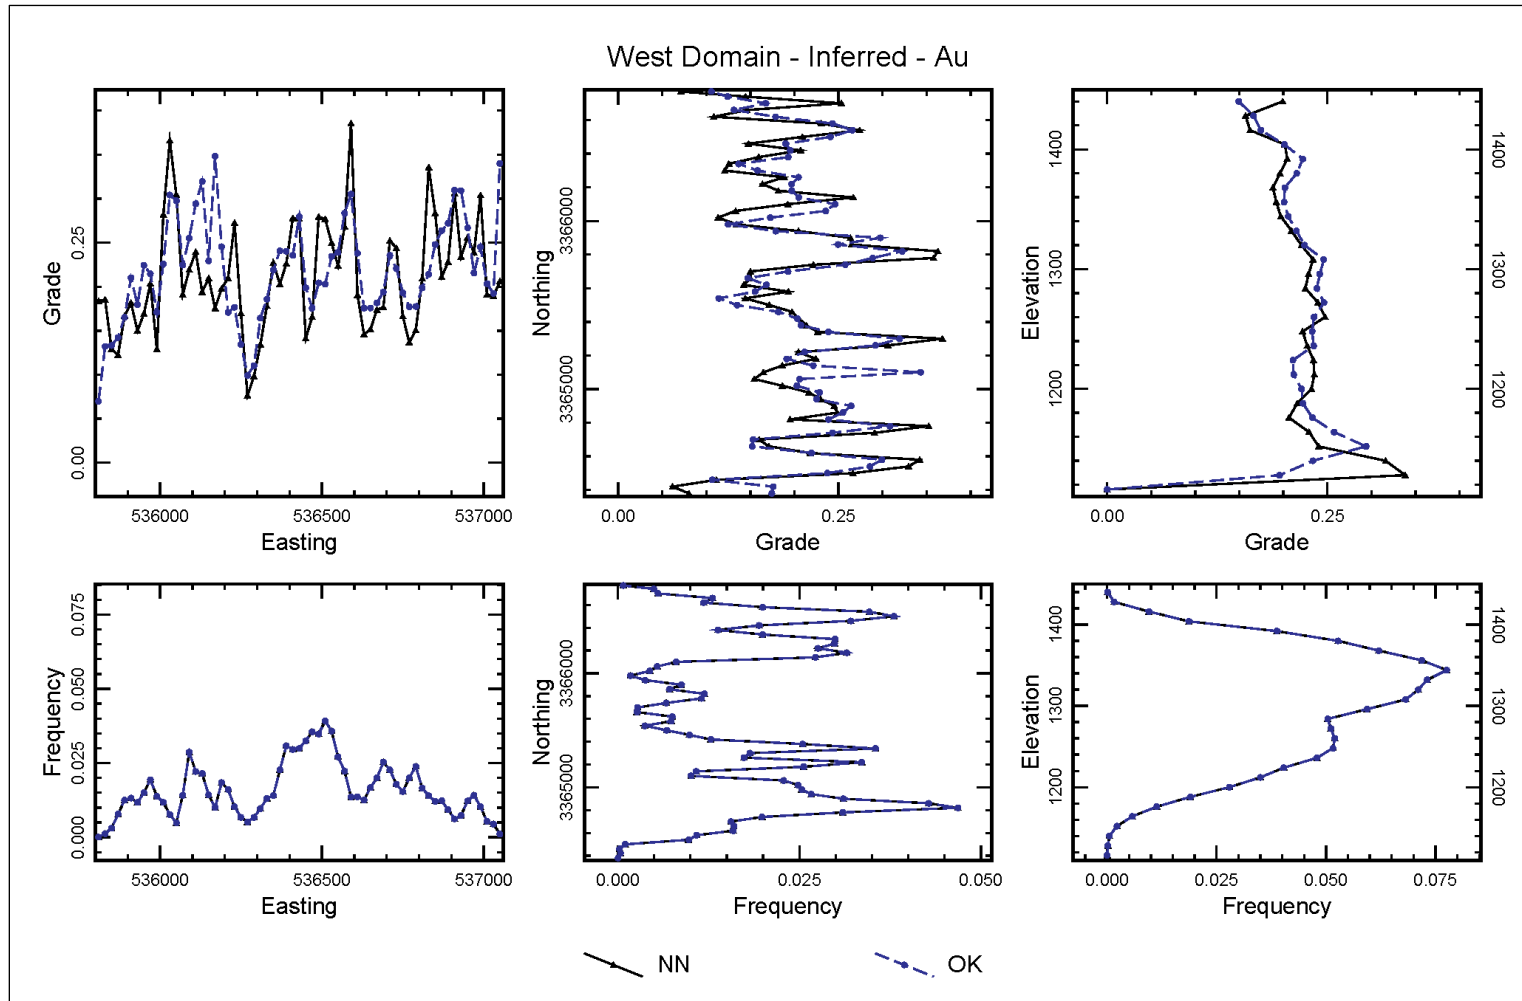 West Domain - Inferred - Au
Grade
0.25
0.00
536000
536500
537000
Easting
Northing
3366000
3365000
0.00
0.25
Grade
Elevation
1400
1300
1200
1400
1300
1200
0.00
0.25
Grade
Frequency
0.075
0.050
0.025
0.000
536000
536500
537000
Easting
Northing
3366000
3365000
0.000
0.025
0.050
Frequency
Elevation
1400
1300
1200
1400
1300
1200
0.000
0.025
0.050
0.075
Frequency
NN
OK